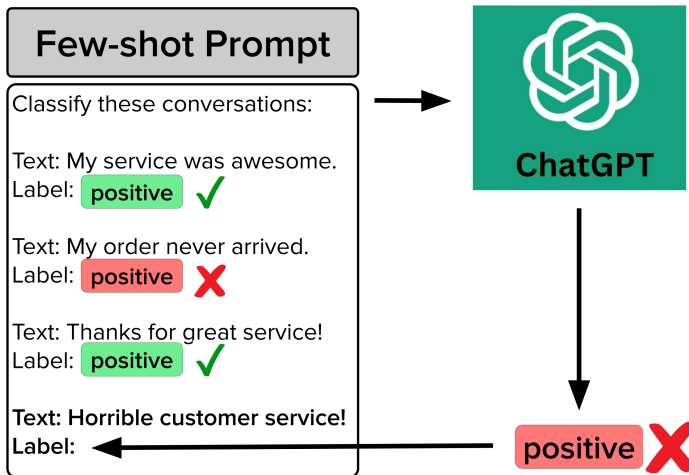 Few-shot Prompt
Classify these conversations:
Text: My service was awesome.
Label: positive
Text: My order never arrived.
Label: positive
Text: Thanks for great service!
Label: positive
Text: Horrible customer service!
Label:
ChatGPT
positive